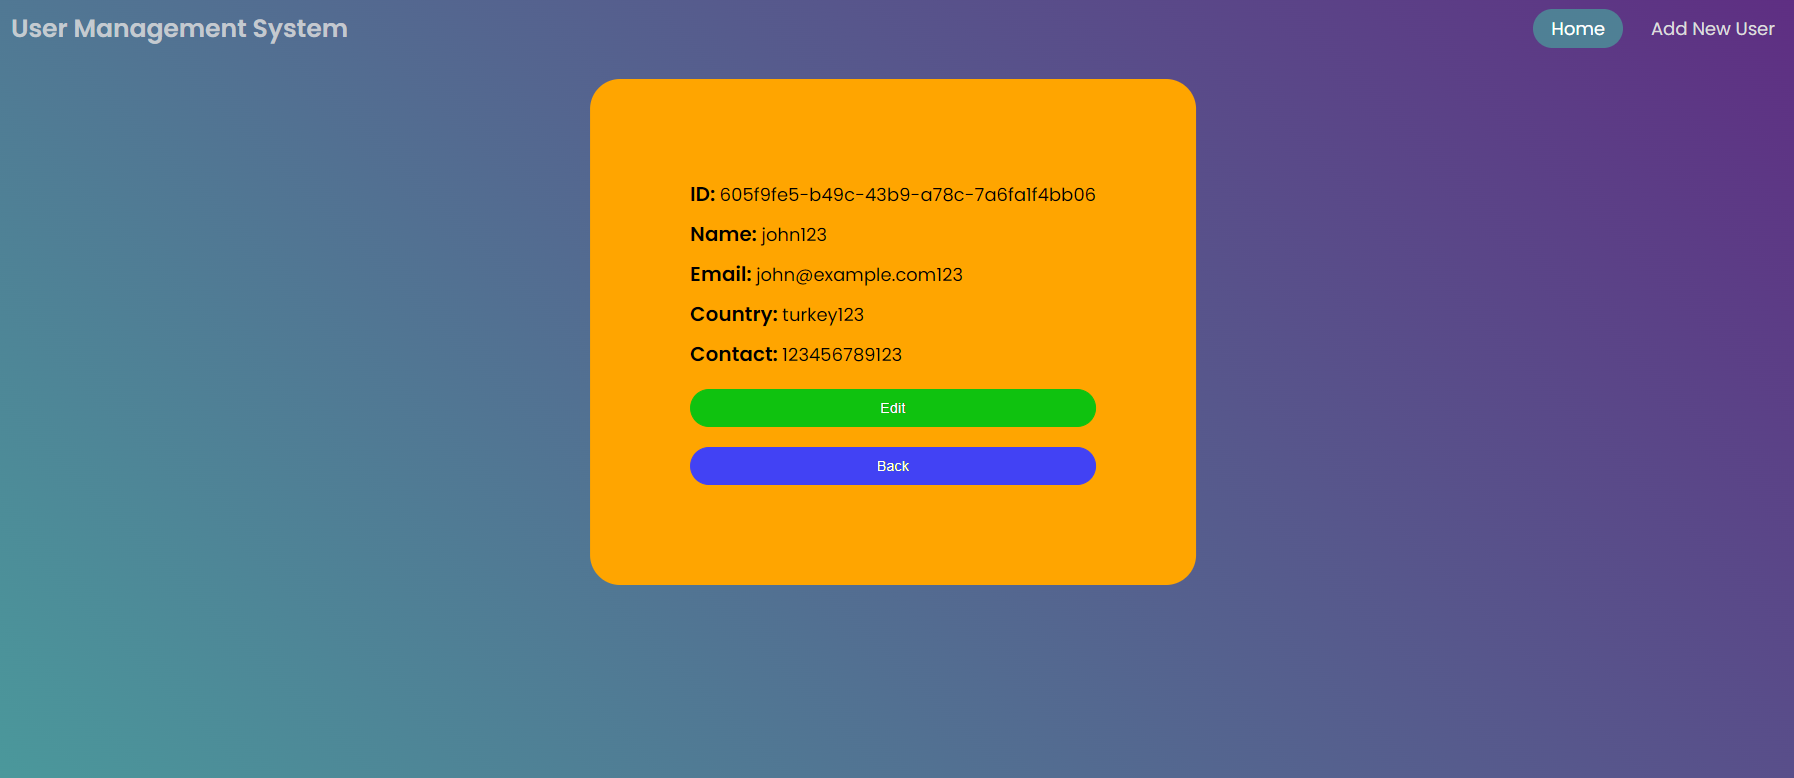 User Management System
Home
Add New User
ID: 605f9fe5-b49c-43b9-a78c-7a6fa1f4bb06
Name: john123
Email: john@example.com123
Country: turkey123
Contact: 123456789123
Edit
Back